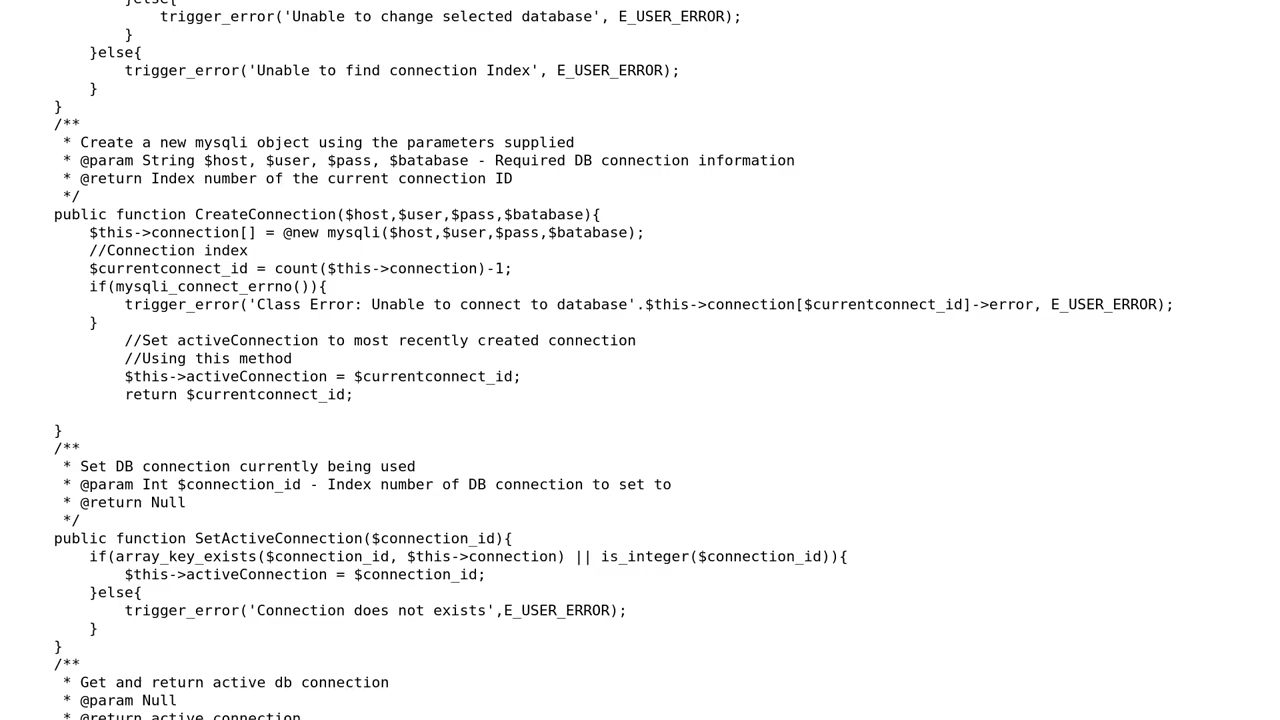 }else{
trigger_error('Unable to change selected database', E_USER_ERROR);
}
}else{
trigger_error('Unable to find connection Index', E_USER_ERROR);
}
}
/**
* Create a new mysqli object using the parameters supplied
* @param String $host, $user, $pass, $batabase - Required DB connection information
* @return Index number of the current connection ID
*/
public function CreateConnection($host,$user,$pass,$batabase){
$this->connection[] = @new mysqli($host,$user,$pass,$batabase);
//Connection index
$currentconnect_id = count($this->connection)-1;
if(mysqli_connect_errno()){
trigger_error('Class Error: Unable to connect to database'.$this->connection[$currentconnect_id]->error, E_USER_ERROR);
}
//Set activeConnection to most recently created connection
//Using this method
$this->activeConnection = $currentconnect_id;
return $currentconnect_id;
}
/**
* Set DB connection currently being used
* @param Int $connection_id - Index number of DB connection to set to
* @return Null
*/
public function SetActiveConnection($connection_id){
if(array_key_exists($connection_id, $this->connection) || is_integer($connection_id)){
$this->activeConnection = $connection_id;
}else{
trigger_error('Connection does not exists',E_USER_ERROR);
}
}
/**
* Get and return active db connection
* @param Null
* @return active connection